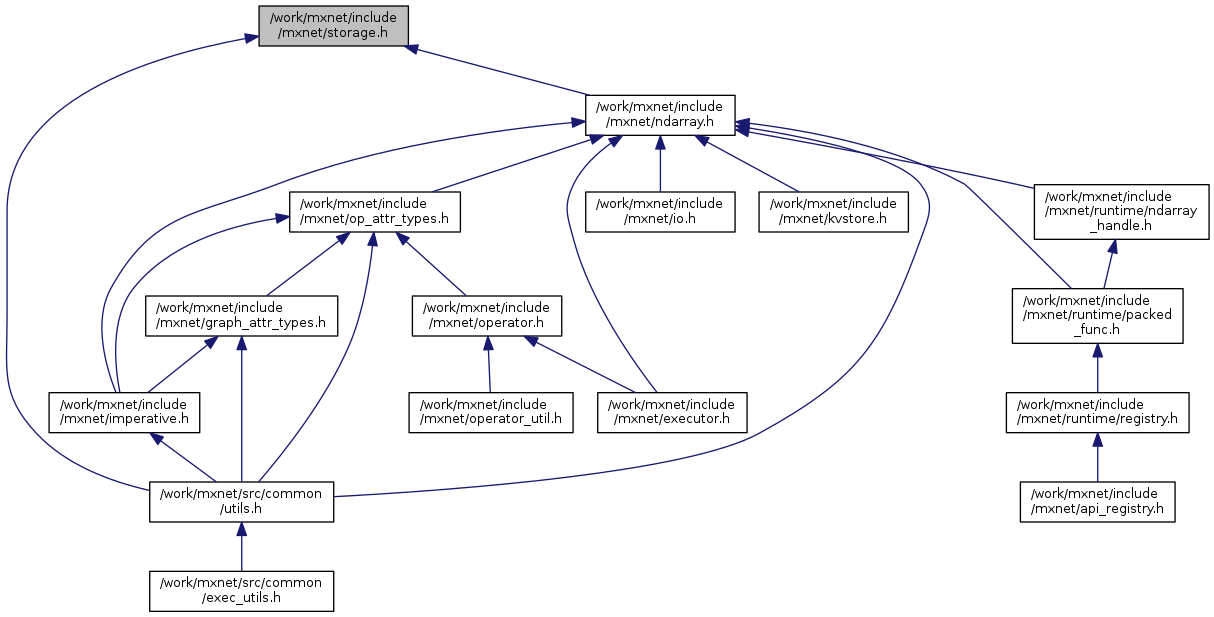 /work/mxnet/include
/mxnet/storage.h
/work/mxnet/include
/mxnet/ndarray.h
/work/mxnet/include
/mxnet/op_attr_types.h
/work/mxnet/include
/mxnet/io.h
/work/mxnet/include
/mxnet/kvstore.h
/work/mxnet/include
/mxnet/runtime/ndarray
_handle.h
/work/mxnet/include
/mxnet/graph_attr_types.h
/work/mxnet/include
/mxnet/operator.h
/work/mxnet/include
/mxnet/runtime/packed
_func.h
/work/mxnet/include
/mxnet/imperative.h
/work/mxnet/include
/mxnet/operator_util.h
/work/mxnet/include
/mxnet/executor.h
/work/mxnet/include
/mxnet/runtime/registry.h
/work/mxnet/src/common
/utils.h
/work/mxnet/include
/mxnet/api_registry.h
/work/mxnet/src/common
/exec_utils.h